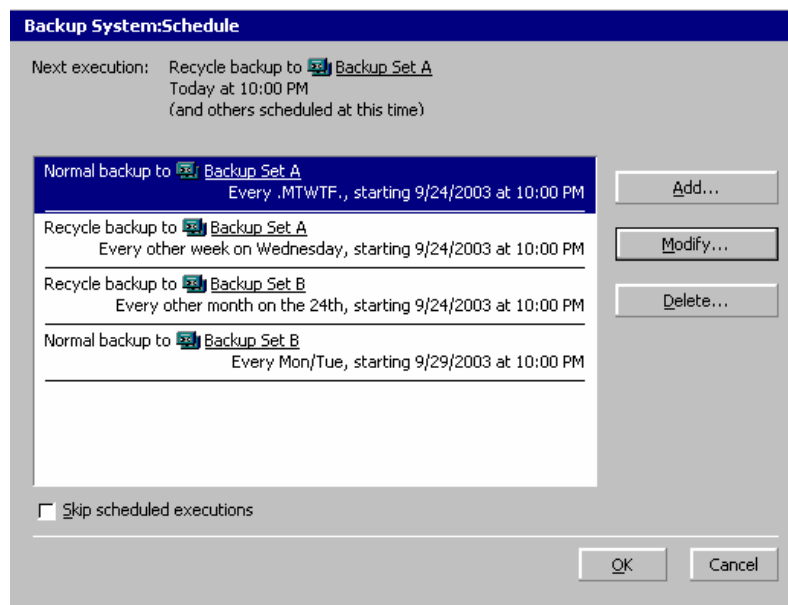 Backup System:Schedule
Next execution: Recycle backup to Backup Set A
Today at 10:00 PM
(and others scheduled at this time)
Normal backup to Backup Set A
Every .MTWTF., starting 9/24/2003 at 10:00 PM
Add...
Recycle backup to Backup Set A
Every other week on Wednesday, starting 9/24/2003 at 10:00 PM
Modify...
Recycle backup to Backup Set B
Every other month on the 24th, starting 9/24/2003 at 10:00 PM
Delete...
Normal backup to Backup Set B
Every Mon/Tue, starting 9/29/2003 at 10:00 PM
Skip scheduled executions
OK Cancel